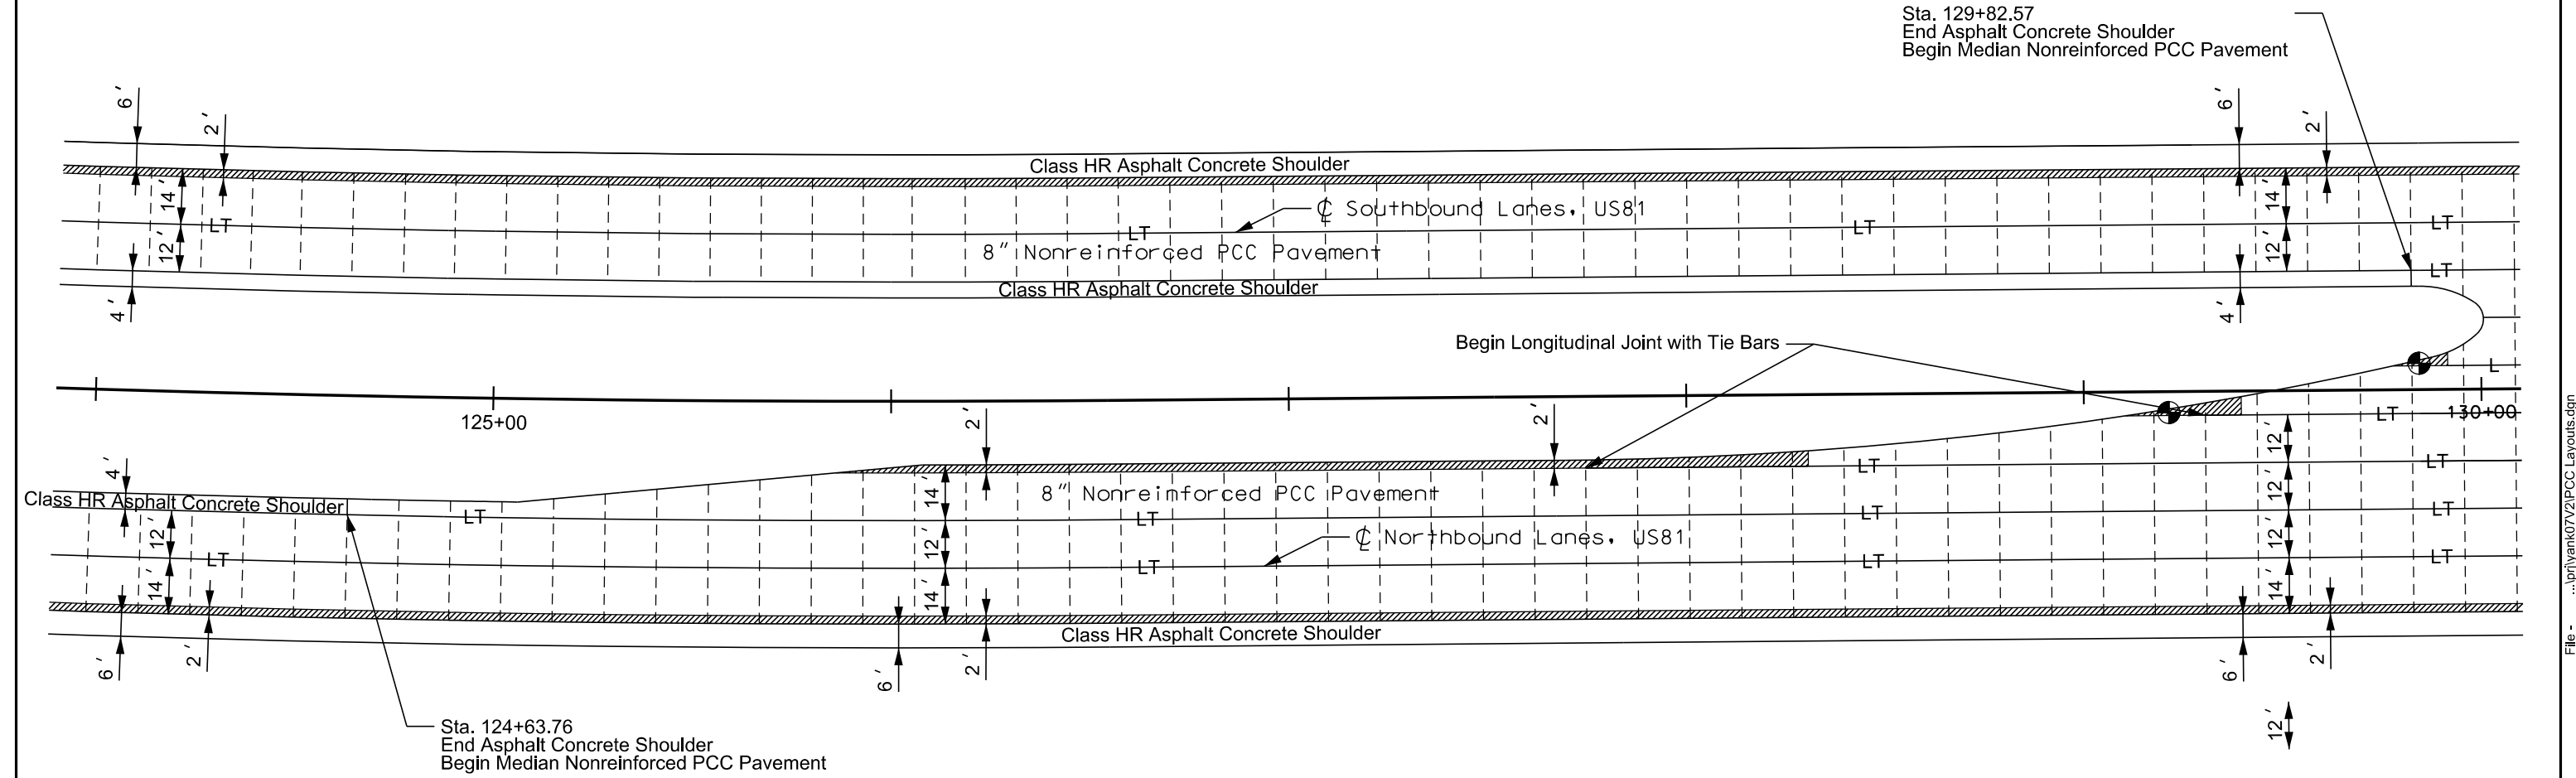 Sta. 129+82.57
End Asphalt Concrete Shoulder
Begin Median Nonreinforced PCC Pavement
6' 2' 6' 2'
Class HR Asphalt Concrete Shoulder
14' 14'
℄ Southbound Lanes, US81
LT LT LT LT
12' 8" Nonreinforced PCC Pavement 12'
LT
Class HR Asphalt Concrete Shoulder
4' 4'
Begin Longitudinal Joint with Tie Bars
L
125+00 2' 2' LT 130+00
12'
4' LT 12' LT
Class HR Asphalt Concrete Shoulder
14' 8" Nonreinforced PCC Pavement
LT LT LT 12' LT
12' 12' ℄ Northbound Lanes, US81
LT LT LT LT
14' 14' 14'
Class HR Asphalt Concrete Shoulder
6' 2' 6' 2' 6' 2'
12'
Sta. 124+63.76
End Asphalt Concrete Shoulder
Begin Median Nonreinforced PCC Pavement
File - ...\prj\yank07V2\PCC Layouts.dgn